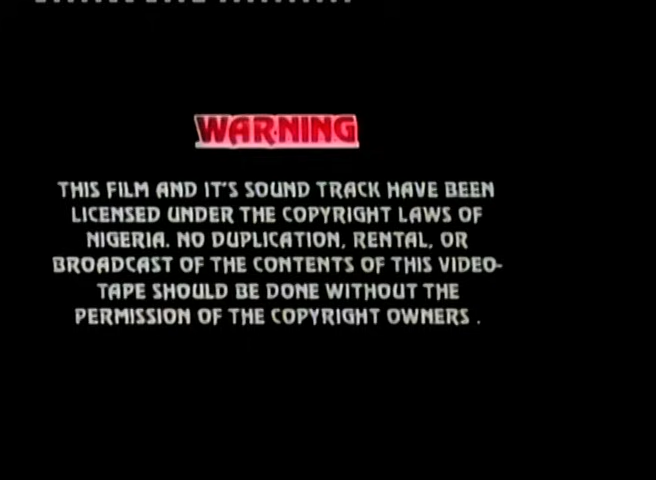 WARNING
THIS FILM AND IT'S SOUND TRACK HAVE BEEN
LICENSED UNDER THE COPYRIGHT LAWS OF
NIGERIA. NO DUPLICATION, RENTAL, OR
BROADCAST OF THE CONTENTS OF THIS VIDEO-
TAPE SHOULD BE DONE WITHOUT THE
PERMISSION OF THE COPYRIGHT OWNERS .